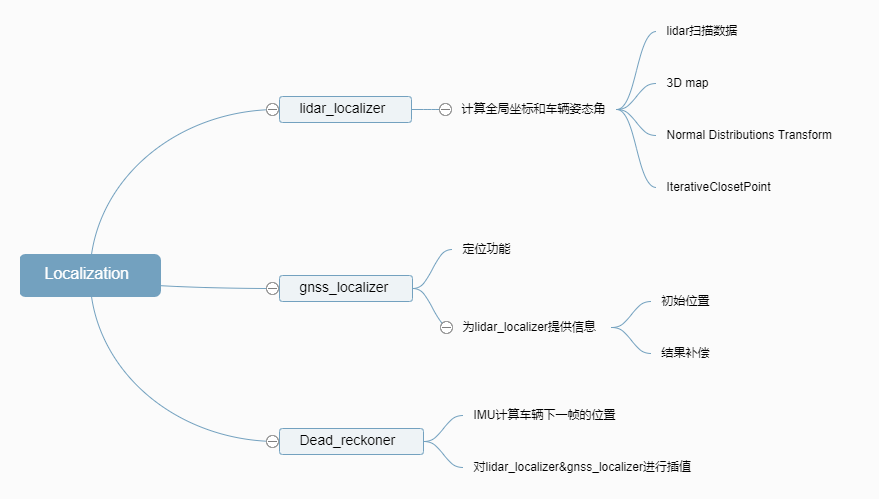 Localization
lidar_localizer
计算全局坐标和车辆姿态角
lidar扫描数据
3D map
Normal Distributions Transform
IterativeClosetPoint
gnss_localizer
定位功能
为lidar_localizer提供信息
初始位置
结果补偿
Dead_reckoner
IMU计算车辆下一帧的位置
对lidar_localizer&gnss_localizer进行插值